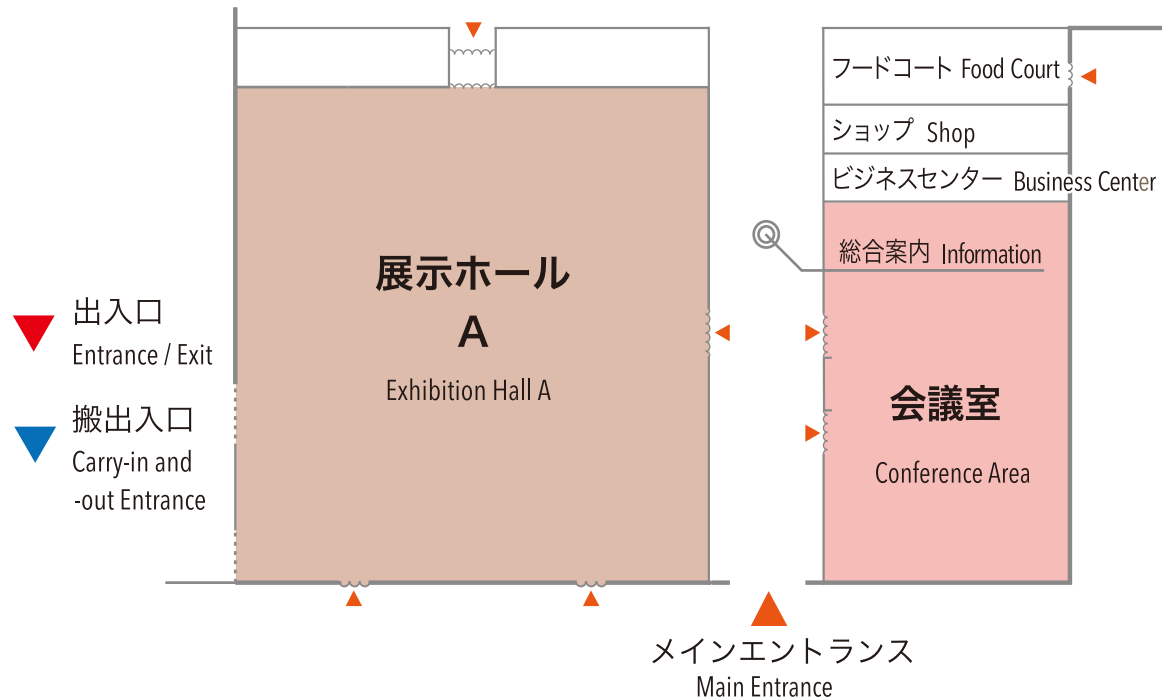 フードコート Food Court
ショップ Shop
ビジネスセンター Business Center
総合案内 Information
展示ホール
A
Exhibition Hall A
出入口
Entrance / Exit
搬出入口
Carry-in and
-out Entrance
会議室
Conference Area
メインエントランス
Main Entrance